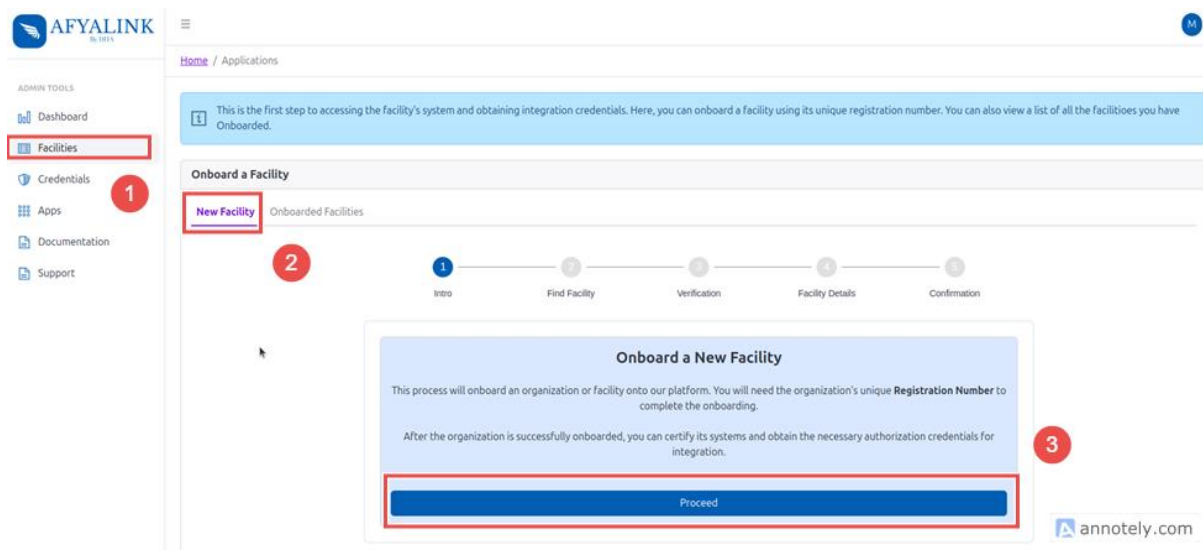 AFYALINK
By DHA
M
Home / Applications
ADMIN TOOLS
Dashboard
Facilities
Credentials
Apps
Documentation
Support
1
This is the first step to accessing the facility's system and obtaining integration credentials. Here, you can onboard a facility using its unique registration number. You can also view a list of all the facilitioes you have
Onboarded.
Onboard a Facility
New Facility Onboarded Facilities
2
1 2 3 4 5
Intro Find Facility Verification Facility Details Confirmation
Onboard a New Facility
This process will onboard an organization or facility onto our platform. You will need the organization's unique Registration Number to
complete the onboarding.
After the organization is successfully onboarded, you can certify its systems and obtain the necessary authorization credentials for
integration.
3
Proceed
annotely.com